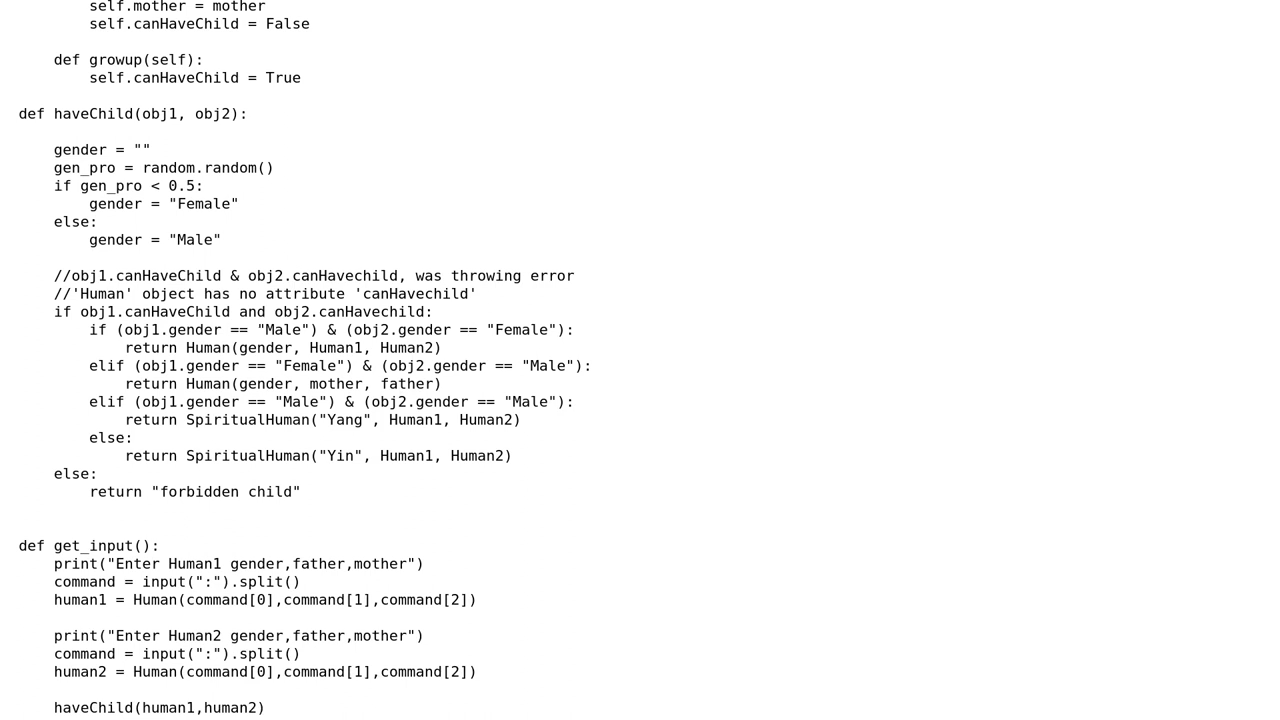 self.mother = mother
        self.canHaveChild = False
    def growup(self):
        self.canHaveChild = True
def haveChild(obj1, obj2):
    gender = ""
    gen_pro = random.random()
    if gen_pro < 0.5:
        gender = "Female"
    else:
        gender = "Male"
    //obj1.canHaveChild & obj2.canHavechild, was throwing error
    //'Human' object has no attribute 'canHavechild'
    if obj1.canHaveChild and obj2.canHavechild:
        if (obj1.gender == "Male") & (obj2.gender == "Female"):
            return Human(gender, Human1, Human2)
        elif (obj1.gender == "Female") & (obj2.gender == "Male"):
            return Human(gender, mother, father)
        elif (obj1.gender == "Male") & (obj2.gender == "Male"):
            return SpiritualHuman("Yang", Human1, Human2)
        else:
            return SpiritualHuman("Yin", Human1, Human2)
    else:
        return "forbidden child"
def get_input():
    print("Enter Human1 gender,father,mother")
    command = input(":").split()
    human1 = Human(command[0],command[1],command[2])
    print("Enter Human2 gender,father,mother")
    command = input(":").split()
    human2 = Human(command[0],command[1],command[2])
    haveChild(human1,human2)